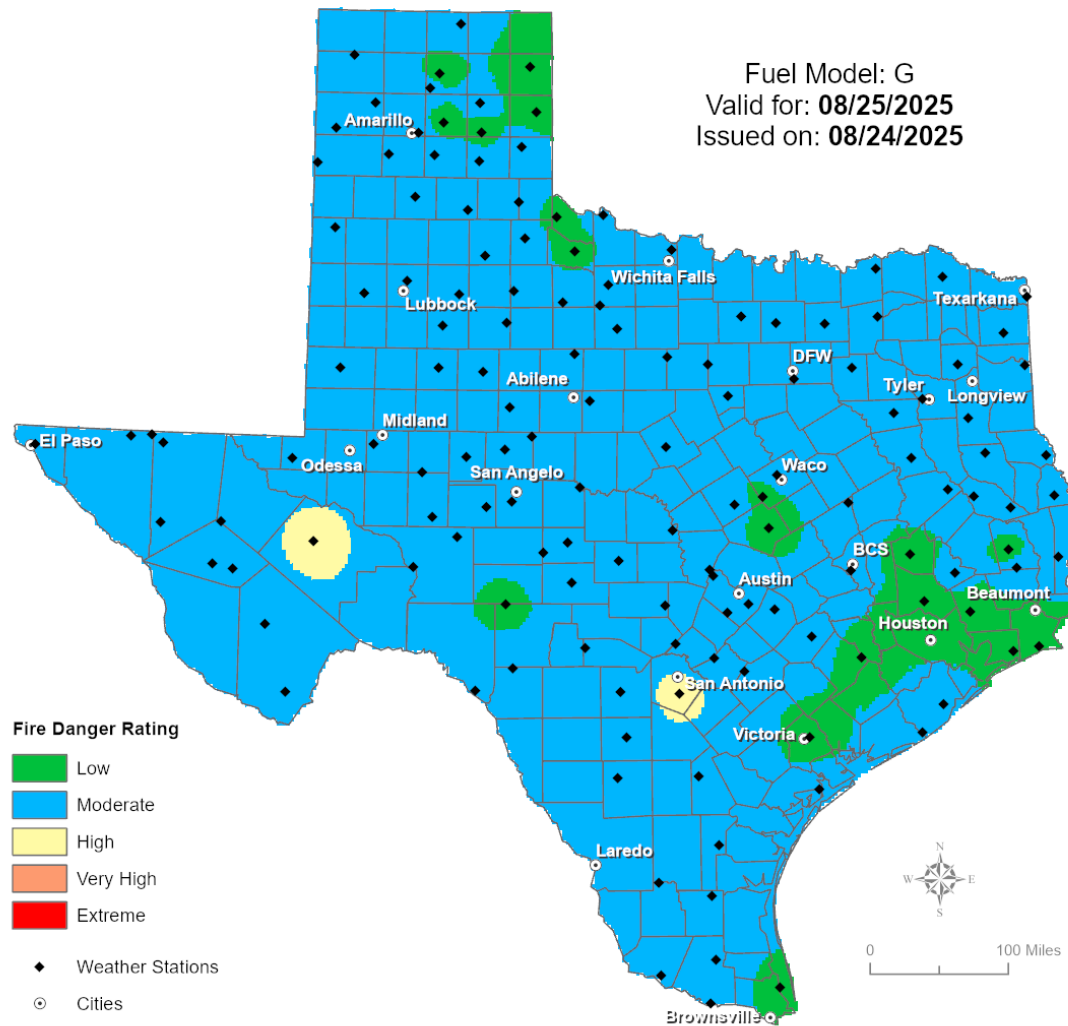 Fuel Model: G
Valid for: 08/25/2025
Issued on: 08/24/2025
Amarillo
Wichita Falls
Lubbock
Texarkana
DFW
Abilene
Tyler
Longview
Midland
El Paso
Odessa
San Angelo
Waco
BCS
Austin
Beaumont
Houston
San Antonio
Victoria
Laredo
Brownsville
Fire Danger Rating
Low
Moderate
High
Very High
Extreme
Weather Stations
Cities
N
W E
S
0 100 Miles